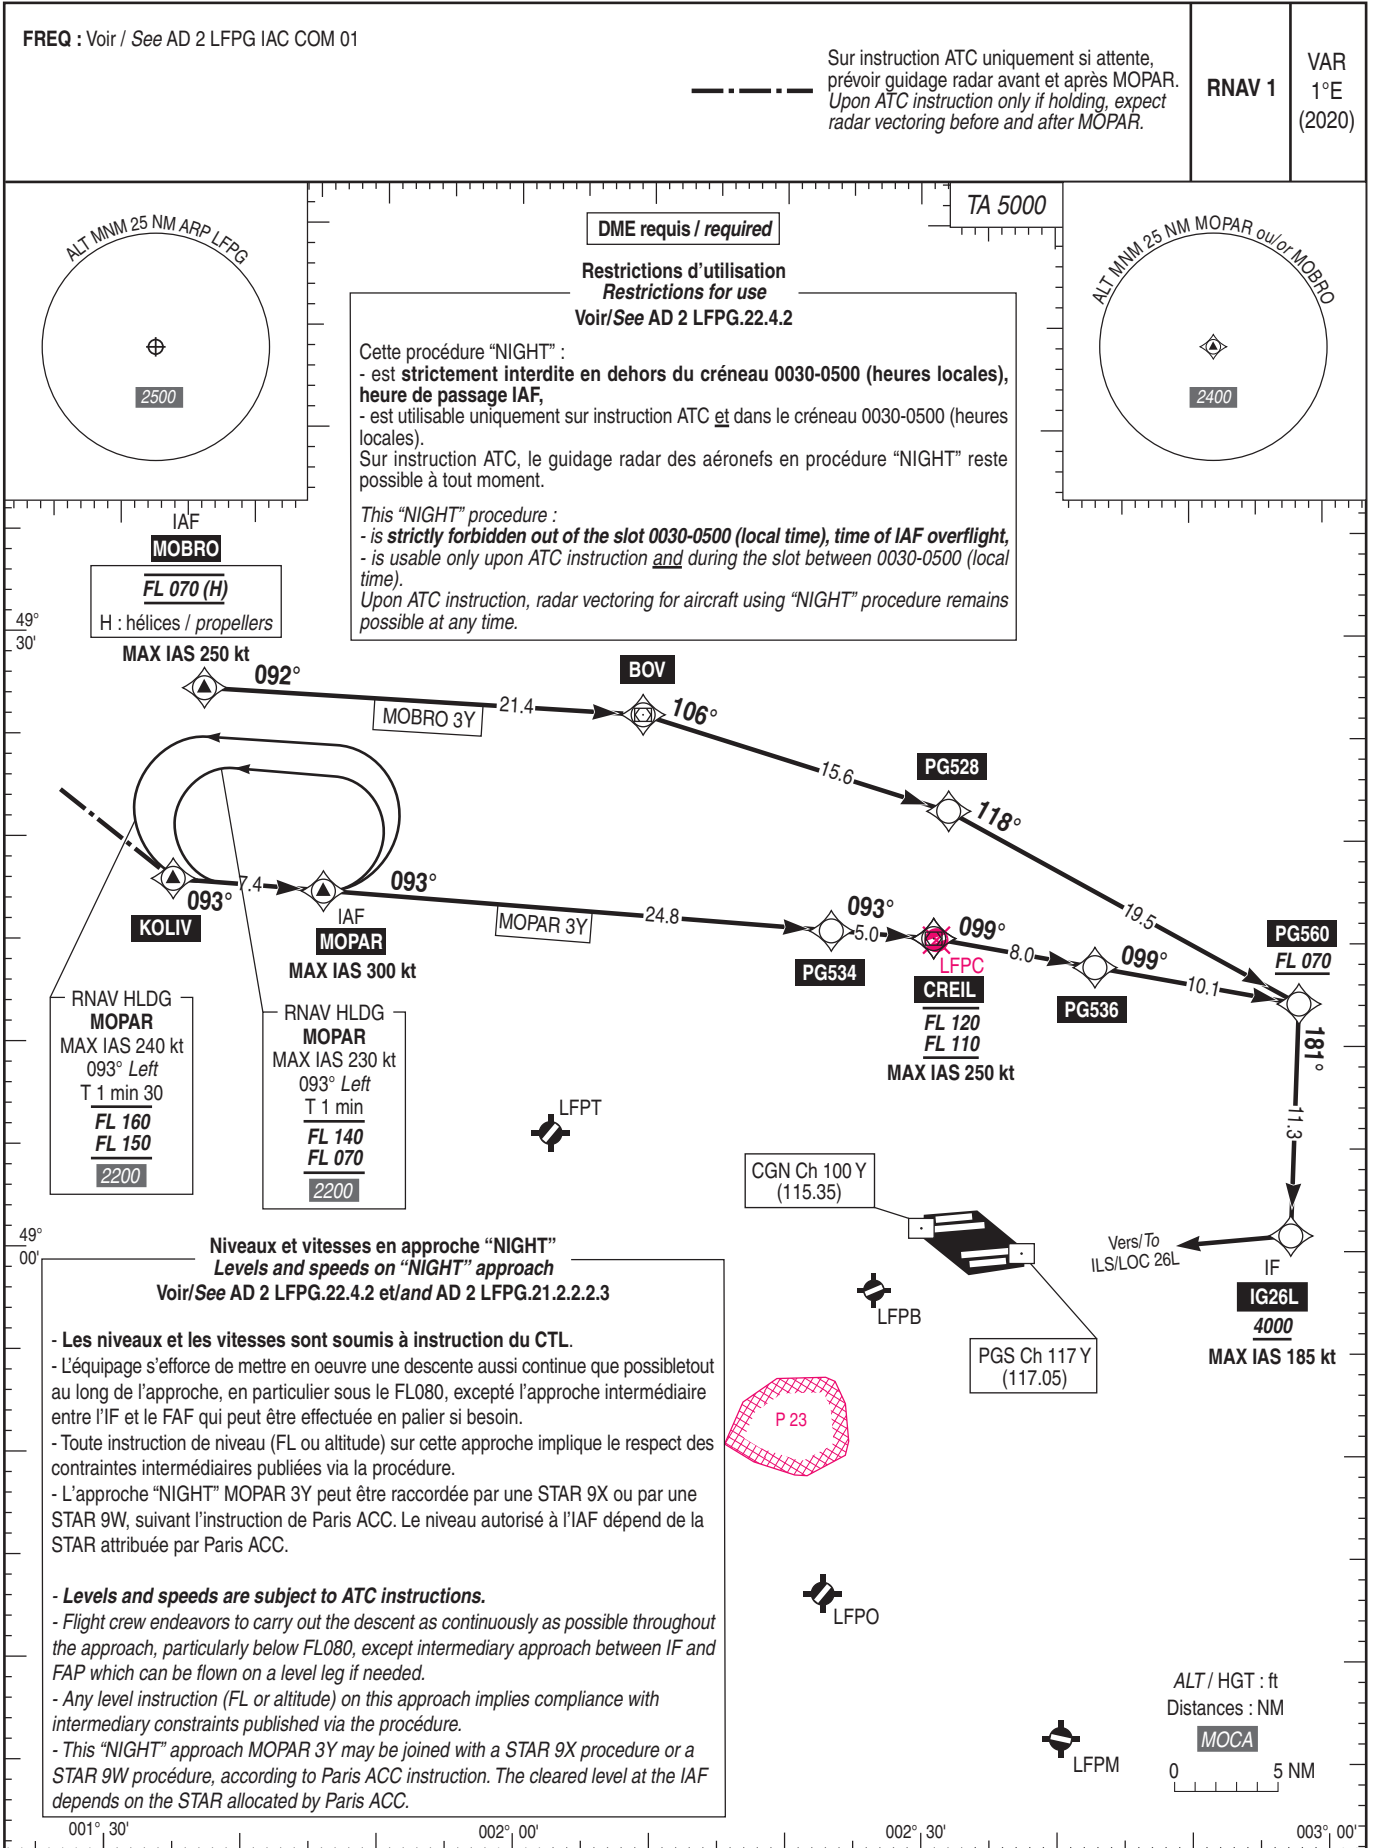 FREQ : Voir / See AD 2 LFPG IAC COM 01
Sur instruction ATC uniquement si attente,
prévoir guidage radar avant et après MOPAR.
Upon ATC instruction only if holding, expect
radar vectoring before and after MOPAR.
RNAV 1
VAR
1°E
(2020)
ALT MNM 25 NM ARP LFPG
2500
DME requis / required
TA 5000
ALT MNM 25 NM MOPAR ou/or MOBRO
2400
Restrictions d'utilisation
Restrictions for use
Voir/See AD 2 LFPG.22.4.2
Cette procédure “NIGHT” :
- est strictement interdite en dehors du créneau 0030-0500 (heures locales),
heure de passage IAF,
- est utilisable uniquement sur instruction ATC et dans le créneau 0030-0500 (heures
locales).
Sur instruction ATC, le guidage radar des aéronefs en procédure “NIGHT” reste
possible à tout moment.
This “NIGHT” procedure :
- is strictly forbidden out of the slot 0030-0500 (local time), time of IAF overflight,
- is usable only upon ATC instruction and during the slot between 0030-0500 (local
time).
Upon ATC instruction, radar vectoring for aircraft using “NIGHT” procedure remains
possible at any time.
IAF
MOBRO
FL 070 (H)
H : hélices / propellers
MAX IAS 250 kt
49°
30'
092°
MOBRO 3Y
21.4
BOV
106°
15.6
PG528
118°
19.5
KOLIV
093°
7.4
IAF
MOPAR
MAX IAS 300 kt
093°
MOPAR 3Y
24.8
PG534
093°
5.0
LFPC
CREIL
FL 120
FL 110
MAX IAS 250 kt
099°
8.0
PG536
099°
10.1
PG560
FL 070
181°
11.3
RNAV HLDG
MOPAR
MAX IAS 240 kt
093° Left
T 1 min 30
FL 160
FL 150
2200
RNAV HLDG
MOPAR
MAX IAS 230 kt
093° Left
T 1 min
FL 140
FL 070
2200
LFPT
CGN Ch 100 Y
(115.35)
Vers/To
ILS/LOC 26L
IF
IG26L
4000
MAX IAS 185 kt
LFPB
PGS Ch 117 Y
(117.05)
P 23
49°
00'
Niveaux et vitesses en approche “NIGHT”
Levels and speeds on “NIGHT” approach
Voir/See AD 2 LFPG.22.4.2 et/and AD 2 LFPG.21.2.2.2.3
- Les niveaux et les vitesses sont soumis à instruction du CTL.
- L'équipage s'efforce de mettre en oeuvre une descente aussi continue que possibletout
au long de l'approche, en particulier sous le FL080, excepté l'approche intermédiaire
entre l'IF et le FAF qui peut être effectuée en palier si besoin.
- Toute instruction de niveau (FL ou altitude) sur cette approche implique le respect des
contraintes intermédiaires publiées via la procédure.
- L'approche “NIGHT” MOPAR 3Y peut être raccordée par une STAR 9X ou par une
STAR 9W, suivant l'instruction de Paris ACC. Le niveau autorisé à l'IAF dépend de la
STAR attribuée par Paris ACC.
- Levels and speeds are subject to ATC instructions.
- Flight crew endeavors to carry out the descent as continuously as possible throughout
the approach, particularly below FL080, except intermediary approach between IF and
FAP which can be flown on a level leg if needed.
- Any level instruction (FL or altitude) on this approach implies compliance with
intermediary constraints published via the procédure.
- This “NIGHT” approach MOPAR 3Y may be joined with a STAR 9X procedure or a
STAR 9W procédure, according to Paris ACC instruction. The cleared level at the IAF
depends on the STAR allocated by Paris ACC.
LFPO
LFPM
ALT / HGT : ft
Distances : NM
MOCA
0 5 NM
001° 30'
002° 00'
002° 30'
003° 00'